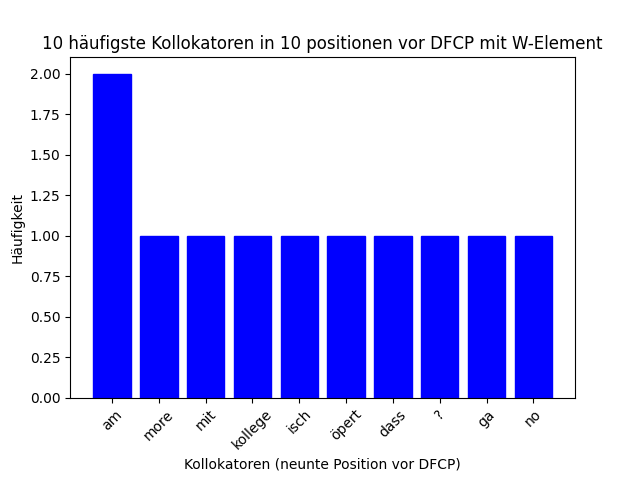 10 häufigste Kollokatoren in 10 positionen vor DFCP mit W-Element
2.00
1.75
1.50
1.25
1.00
0.75
0.50
0.25
0.00
Häufigkeit
am more mit kollege isch öpert dass ? ga no
Kollokatoren (neunte Position vor DFCP)